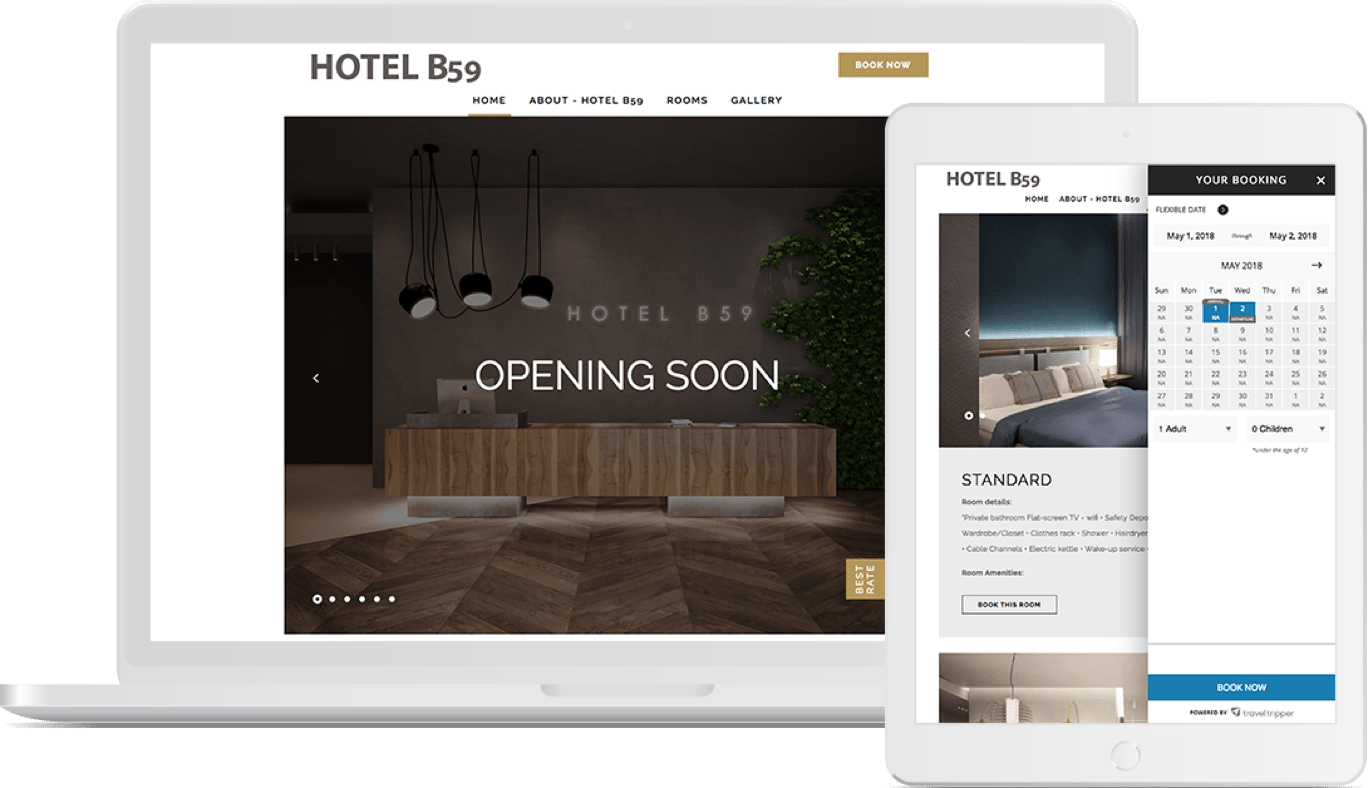 HOTEL B59
BOOK NOW
HOME ABOUT - HOTEL B59 ROOMS GALLERY
HOTEL B59
OPENING SOON
BEST
RATE
HOTEL B59
HOME ABOUT - HOTEL B59
STANDARD
Room details:
"Private bathroom Flat-screen TV • wifi • Safety Depo
Wardrobe/Closet • Clothes rack • Shower • Hairdryer
• Cable Channels • Electric kettle • Wake-up service •
Room Amenities:
BOOK THIS ROOM
YOUR BOOKING ×
FLEXIBLE DATE
May 1, 2018 through May 2, 2018
MAY 2018 →
Sun Mon Tue Wed Thu Fri Sat
ARRIVAL
29 30 1 2 3 4 5
NA NA NA DEPARTURE NA NA NA
6 7 8 9 10 11 12
NA NA NA NA NA NA NA
13 14 15 16 17 18 19
NA NA NA NA NA NA NA
20 21 22 23 24 25 26
NA NA NA NA NA NA NA
27 28 29 30 31 1 2
NA NA NA NA NA NA NA
1 Adult 0 Children
*under the age of 12
BOOK NOW
POWERED BY traveltripper